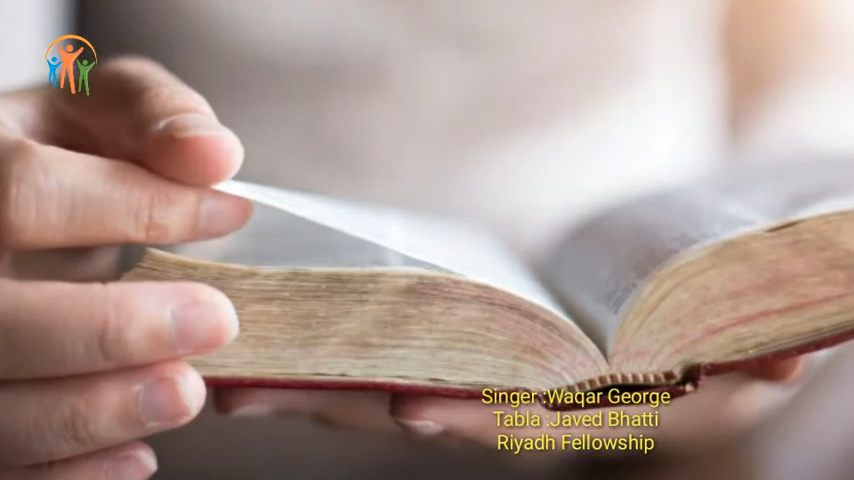 Singer :Waqar George
Tabla :Javed Bhatti
Riyadh Fellowship